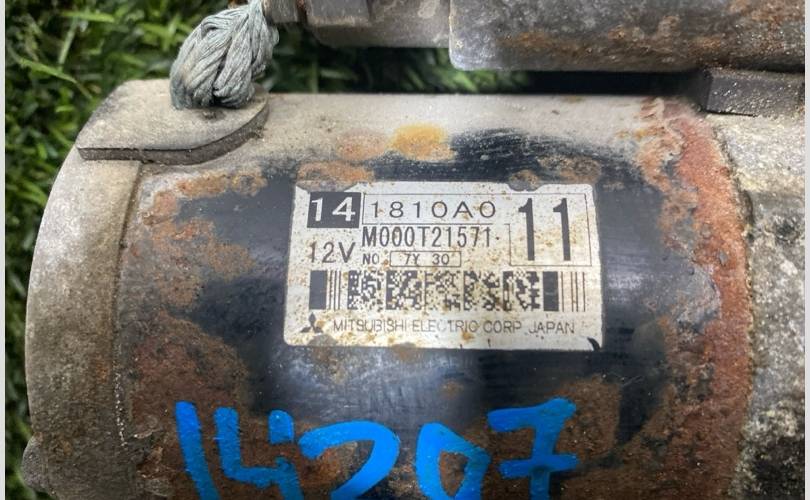 14 1810A0 11
12V M000T21571
NO 7Y 30
MITSUBISHI ELECTRIC CORP. JAPAN
14207